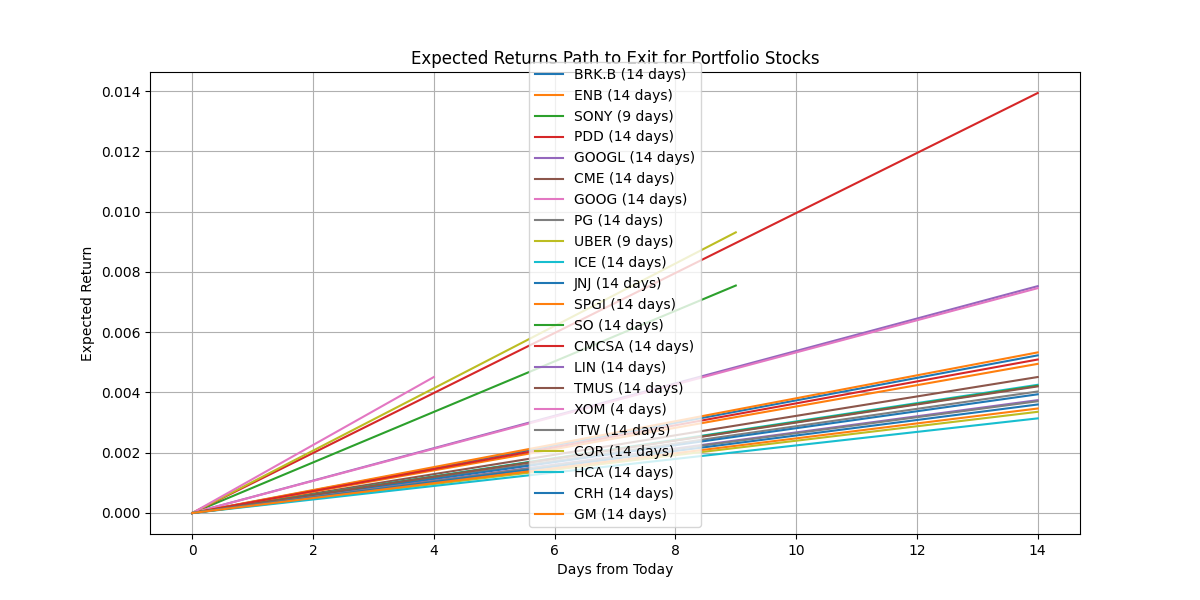 Expected Returns Path to Exit for Portfolio Stocks
BRK.B (14 days)
ENB (14 days)
SONY (9 days)
PDD (14 days)
GOOGL (14 days)
CME (14 days)
GOOG (14 days)
PG (14 days)
UBER (9 days)
ICE (14 days)
JNJ (14 days)
SPGI (14 days)
SO (14 days)
CMCSA (14 days)
LIN (14 days)
TMUS (14 days)
XOM (4 days)
ITW (14 days)
COR (14 days)
HCA (14 days)
CRH (14 days)
GM (14 days)
Expected Return
0.014
0.012
0.010
0.008
0.006
0.004
0.002
0.000
0 2 4 6 8 10 12 14
Days from Today